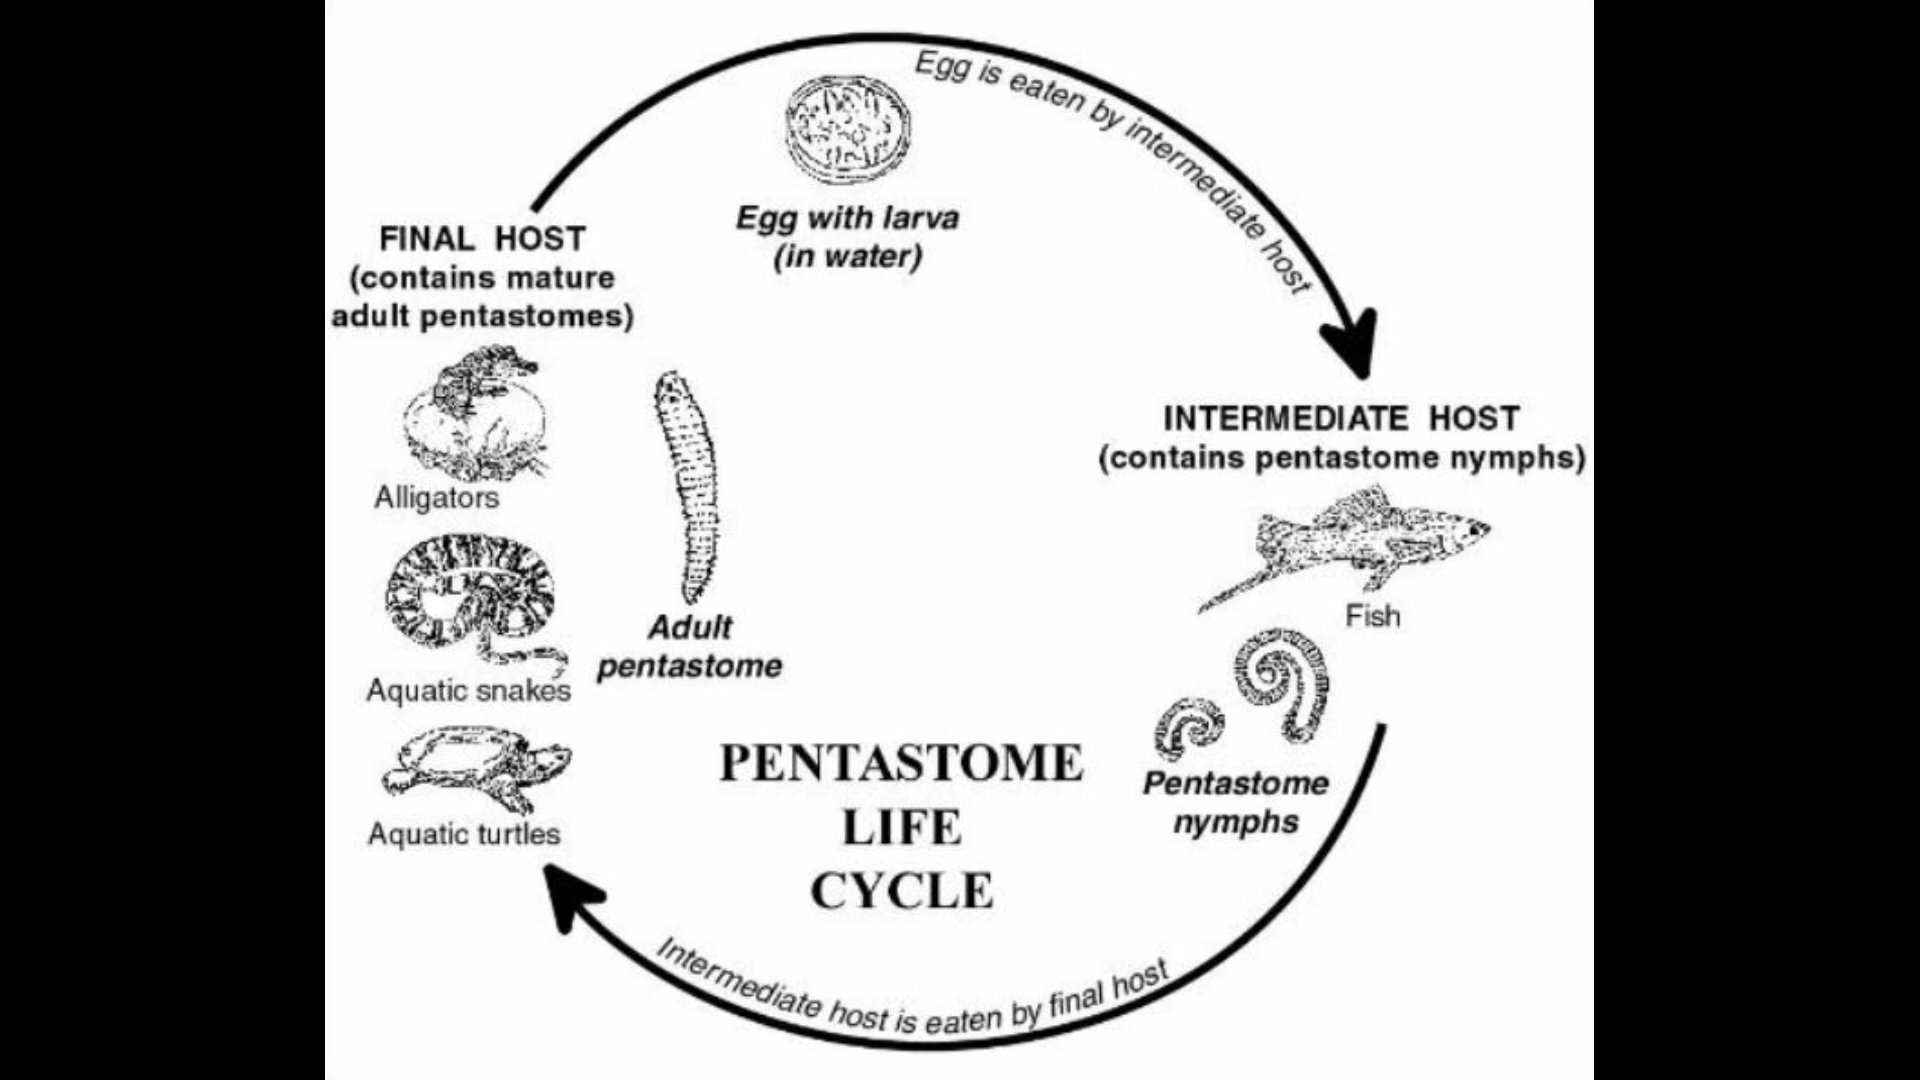 Egg is eaten by intermediate host
Egg with larva
(in water)
FINAL HOST
(contains mature
adult pentastomes)
Alligators
Aquatic snakes
Aquatic turtles
Adult
pentastome
INTERMEDIATE HOST
(contains pentastome nymphs)
Fish
Pentastome
nymphs
PENTASTOME
LIFE
CYCLE
Intermediate host is eaten by final host